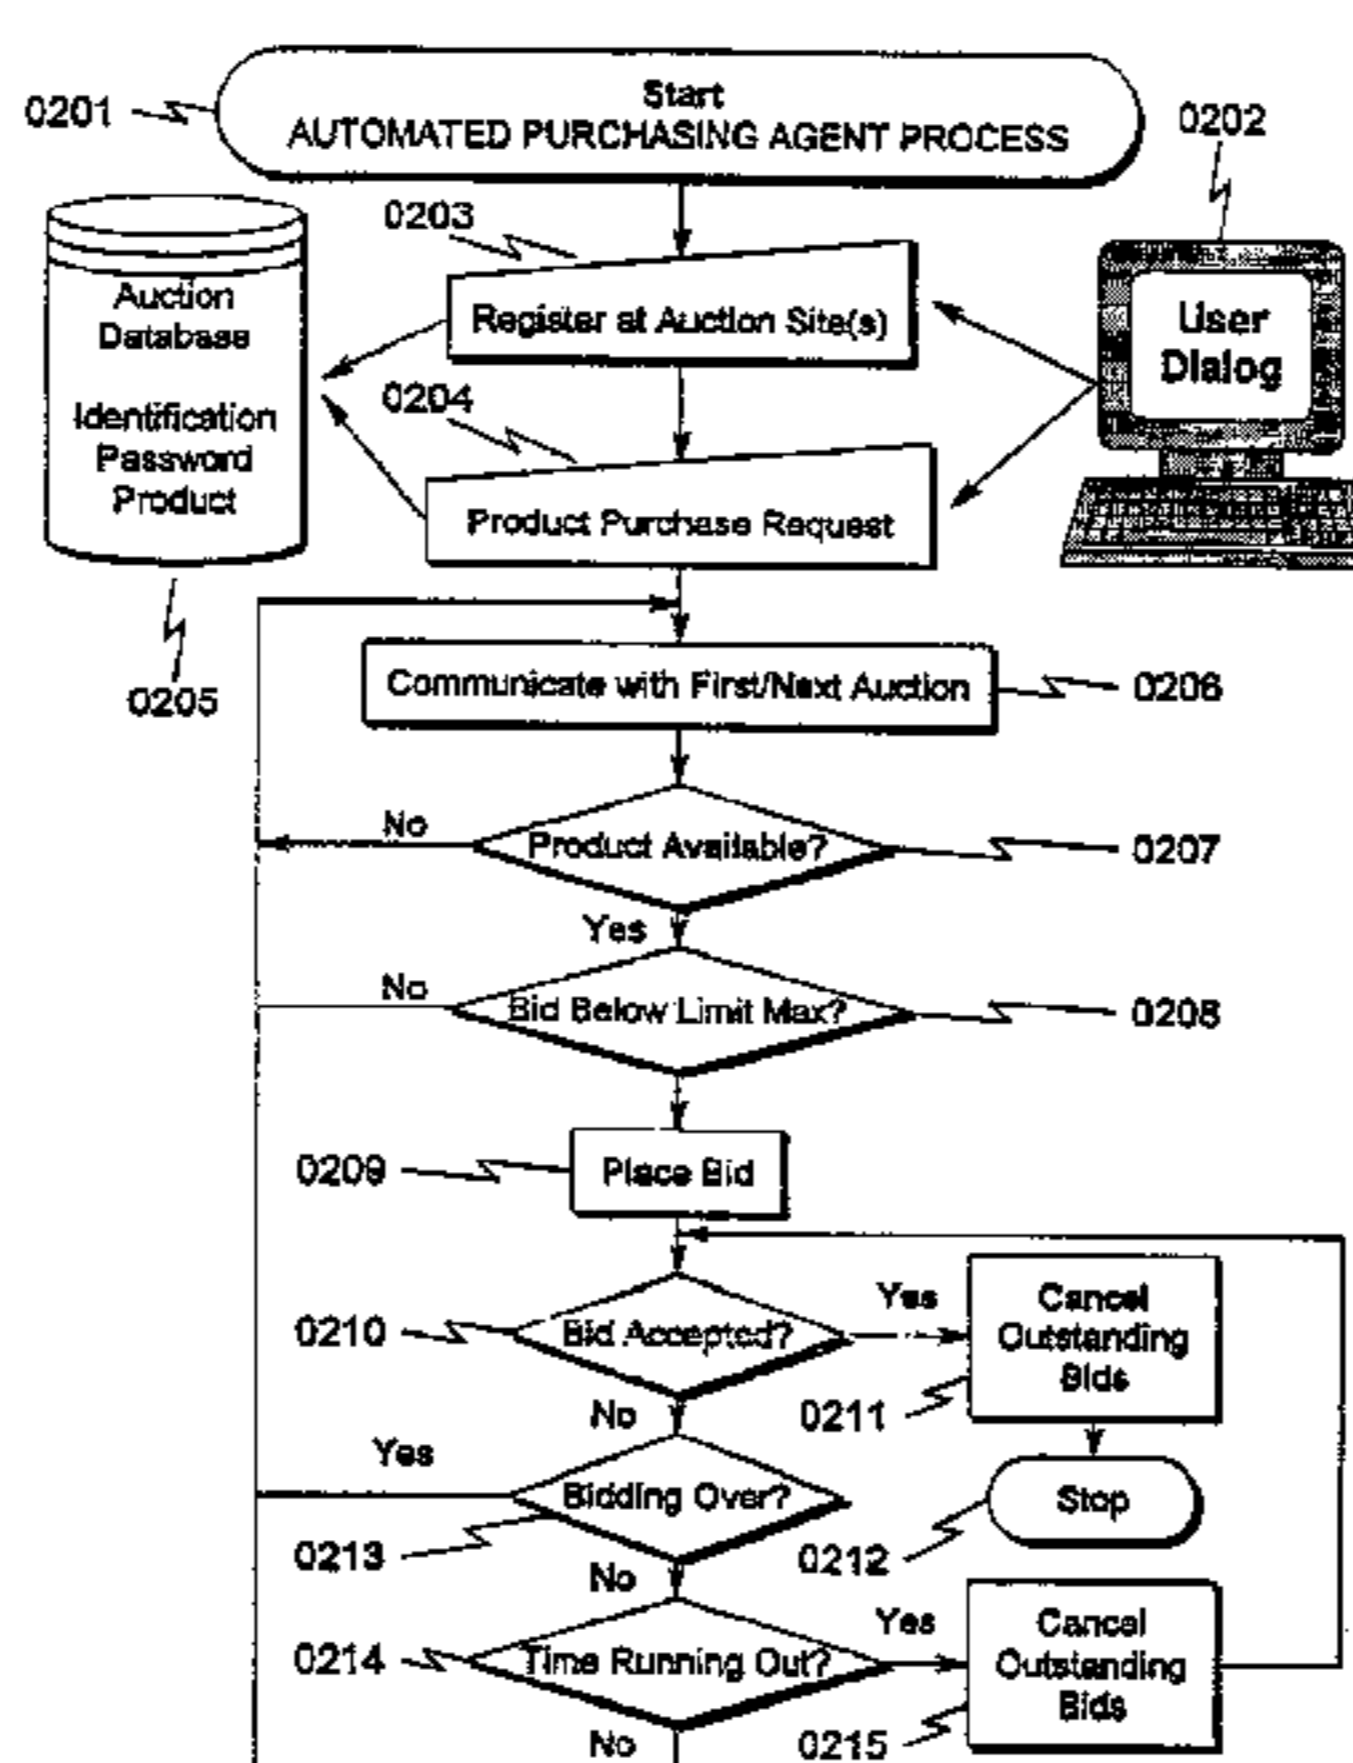 0201
Start
AUTOMATED PURCHASING AGENT PROCESS
0202
0203
Auction
Database
Identification
Password
Product
Register at Auction Site(s)
User
Dialog
0204
Product Purchase Request
0205
Communicate with First/Next Auction
0206
No
Product Available?
0207
Yes
No
Bid Below Limit Max?
0208
0209
Place Bid
0210
Bid Accepted?
Yes
Cancel
Outstanding
Bids
0211
No
Yes
Bidding Over?
Stop
0213
0212
No
0214
Time Running Out?
Yes
Cancel
Outstanding
Bids
No
0215